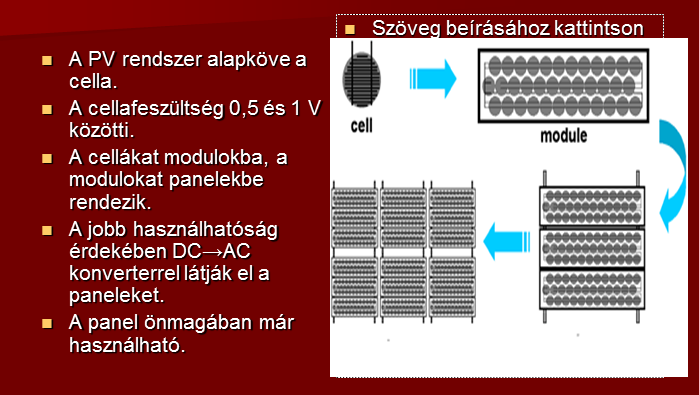 A PV rendszer alapköve a
cella.
A cellafeszültség 0,5 és 1 V
közötti.
A cellákat modulokba, a
modulokat panelekbe
rendezik.
A jobb használhatóság
érdekében DC→AC
konverterrel látják el a
paneleket.
A panel önmagában már
használható.
Szöveg beírásához kattintson
cell
module